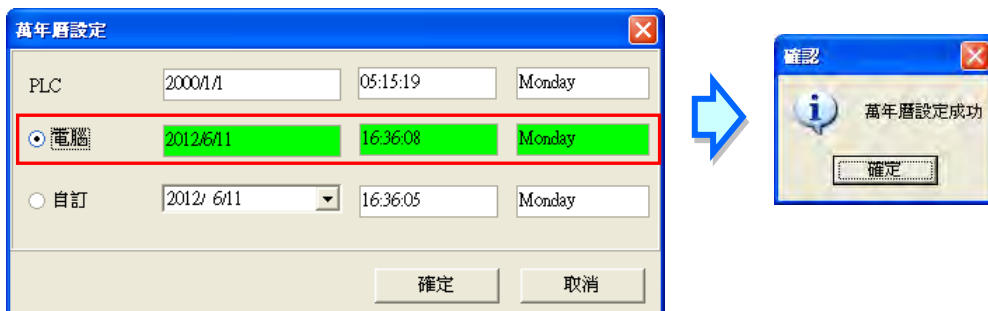 萬年曆設定
PLC 2000/1/1 05:15:19 Monday
電腦 2012/6/11 16:36:08 Monday
自訂 2012/ 6/11 16:36:05 Monday
確定 取消
確認
萬年曆設定成功
確定